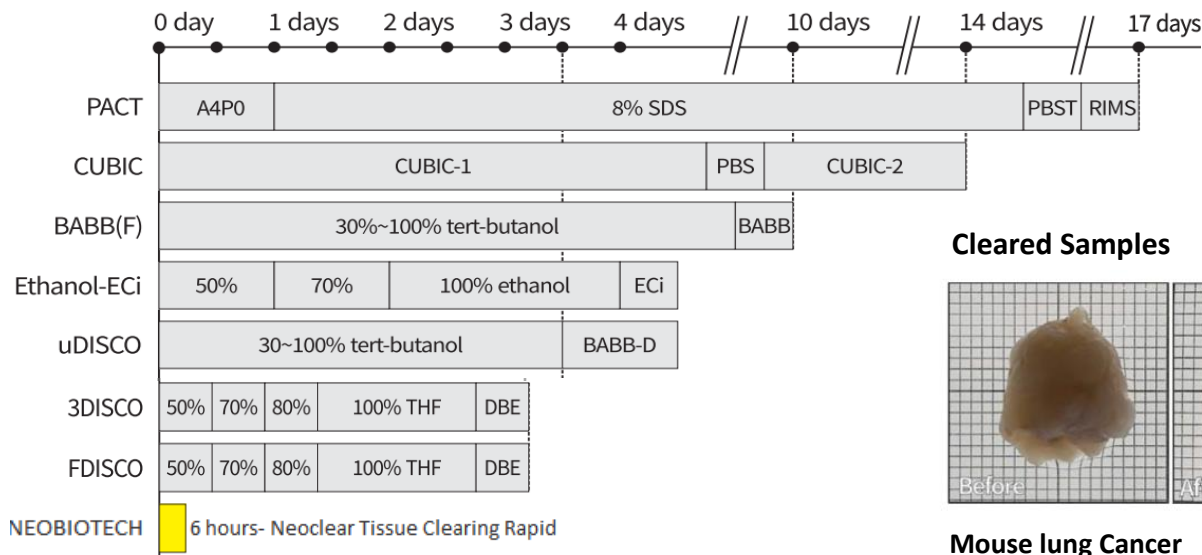 0 day 1 days 2 days 3 days 4 days 10 days 14 days 17 days
PACT A4P0 8% SDS PBST RIMS
CUBIC CUBIC-1 PBS CUBIC-2
BABB(F) 30%~100% tert-butanol BABB
Cleared Samples
Ethanol-ECi 50% 70% 100% ethanol ECi
uDISCO 30~100% tert-butanol BABB-D
3DISCO 50% 70% 80% 100% THF DBE
FDISCO 50% 70% 80% 100% THF DBE
Before Af
NEOBIOTECH 6 hours- Neoclear Tissue Clearing Rapid
Mouse lung Cancer